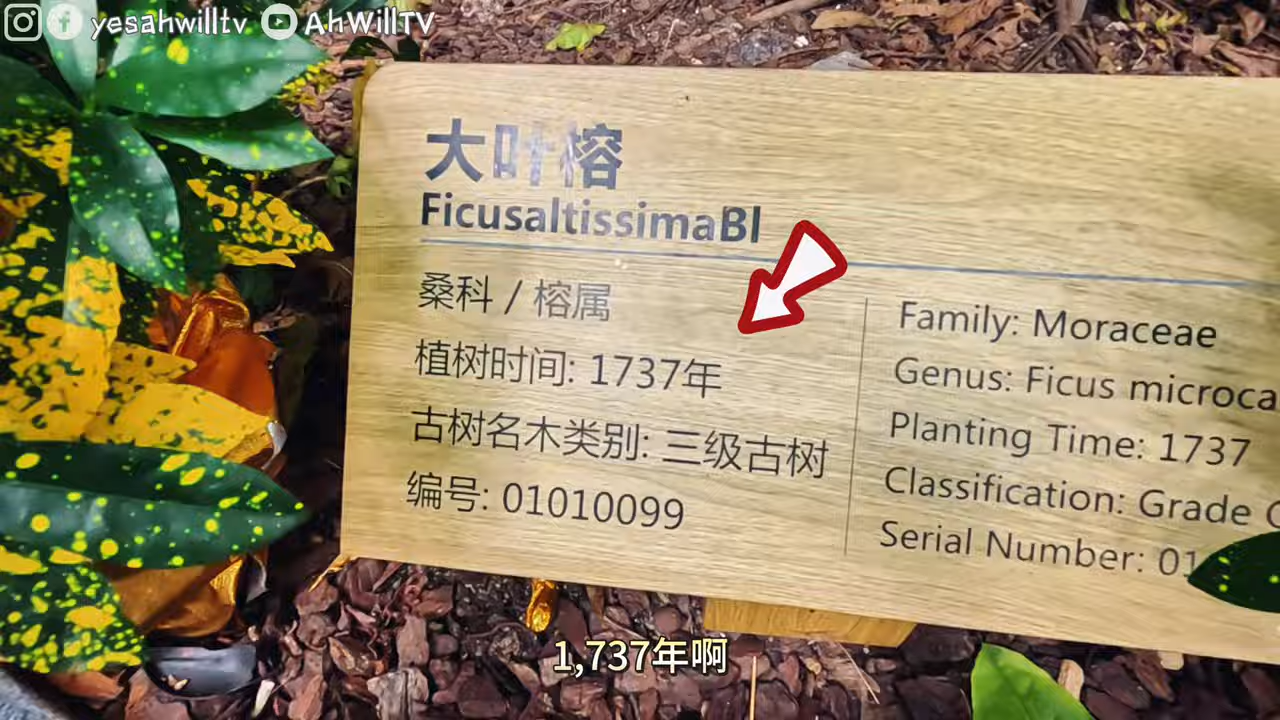 yesahwilltv AhWillTV
大叶榕
FicusaltissimaBl
桑科 / 榕属
植树时间: 1737年
古树名木类别: 三级古树
编号: 01010099
Family: Moraceae
Genus: Ficus microca
Planting Time: 1737
Classification: Grade
Serial Number: 01
1,737年啊